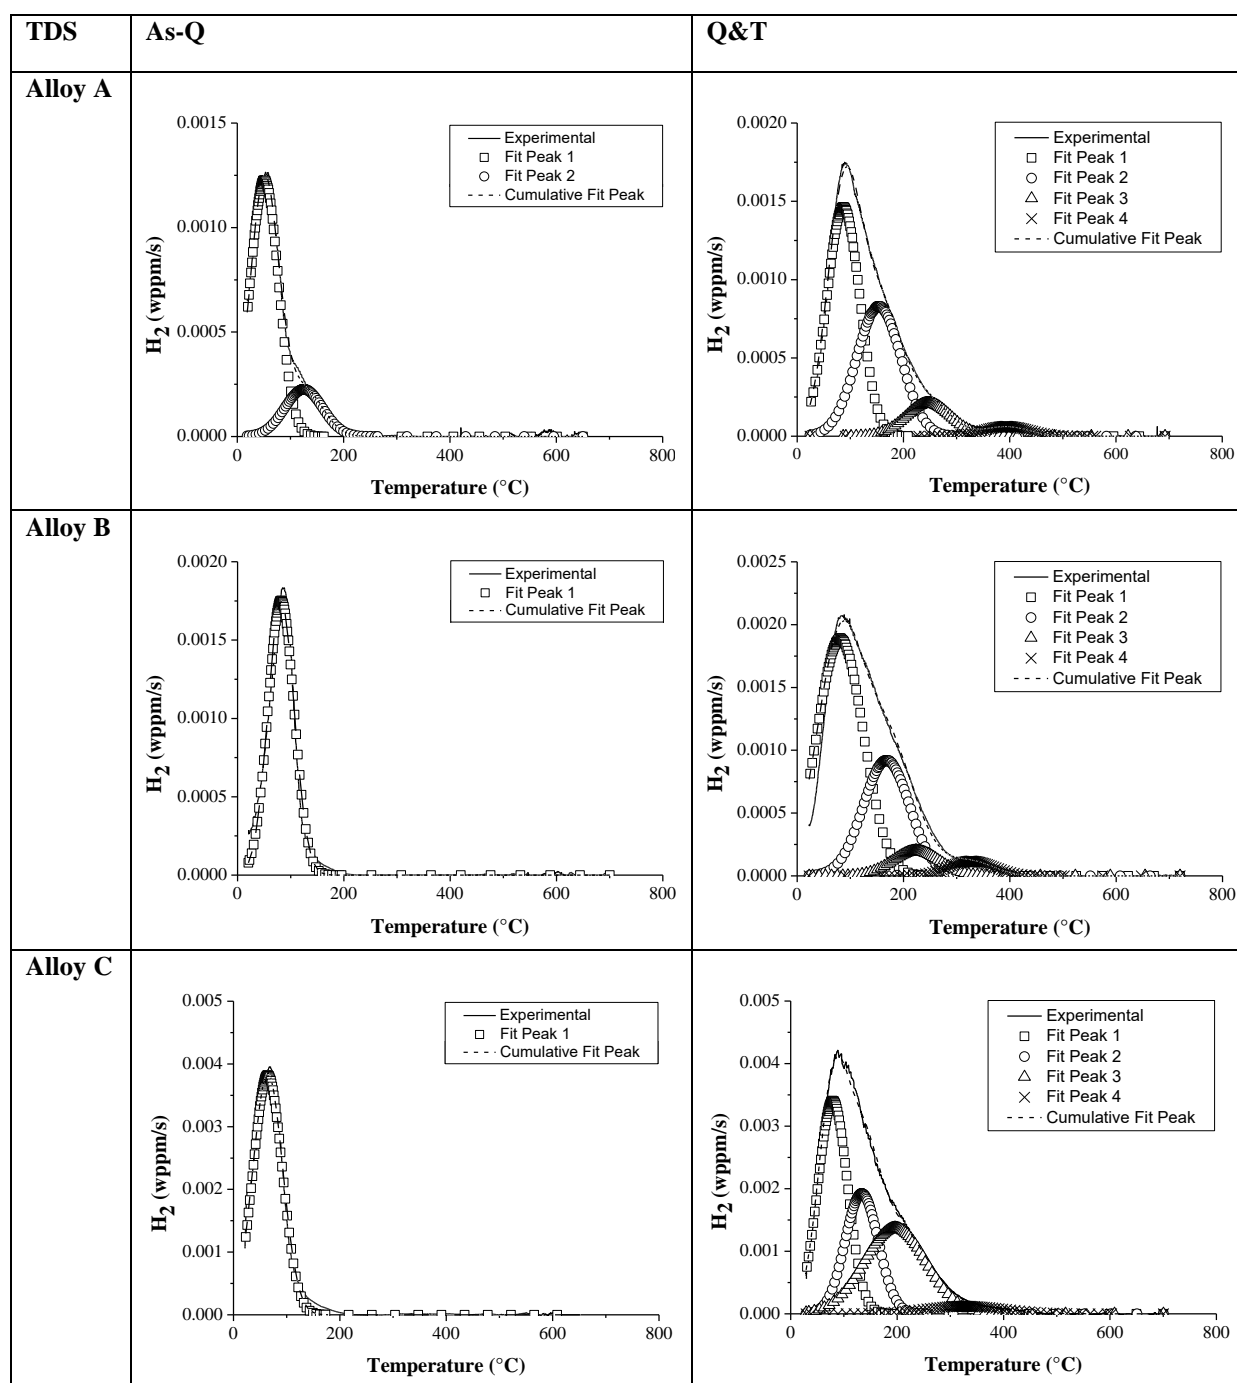 TDS As-Q Q&T
Alloy A
0.0015
0.0010
0.0005
0.0000
0 200 400 600 800
H2 (wppm/s)
Temperature (°C)
Experimental
Fit Peak 1
Fit Peak 2
Cumulative Fit Peak
0.0020
0.0015
0.0010
0.0005
0.0000
0 200 400 600 800
H2 (wppm/s)
Temperature (°C)
Experimental
Fit Peak 1
Fit Peak 2
Fit Peak 3
Fit Peak 4
Cumulative Fit Peak
Alloy B
0.0020
0.0015
0.0010
0.0005
0.0000
0 200 400 600 800
H2 (wppm/s)
Temperature (°C)
Experimental
Fit Peak 1
Cumulative Fit Peak
0.0025
0.0020
0.0015
0.0010
0.0005
0.0000
0 200 400 600 800
H2 (wppm/s)
Temperature (°C)
Experimental
Fit Peak 1
Fit Peak 2
Fit Peak 3
Fit Peak 4
Cumulative Fit Peak
Alloy C
0.005
0.004
0.003
0.002
0.001
0.000
0 200 400 600 800
H2 (wppm/s)
Temperature (°C)
Experimental
Fit Peak 1
Cumulative Fit Peak
0.005
0.004
0.003
0.002
0.001
0.000
0 200 400 600 800
H2 (wppm/s)
Temperature (°C)
Experimental
Fit Peak 1
Fit Peak 2
Fit Peak 3
Fit Peak 4
Cumulative Fit Peak